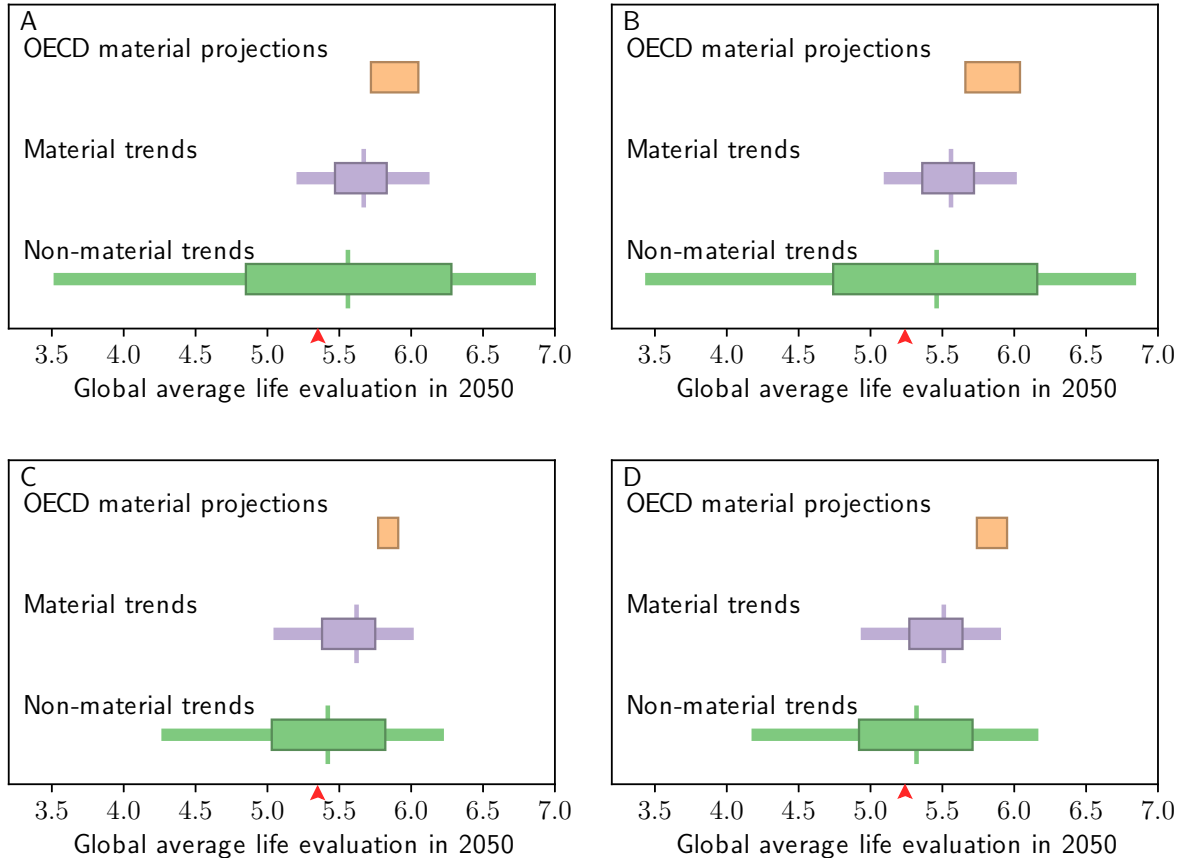 A
OECD material projections
Material trends
Non-material trends
3.5 4.0 4.5 5.0 5.5 6.0 6.5 7.0
Global average life evaluation in 2050
B
OECD material projections
Material trends
Non-material trends
3.5 4.0 4.5 5.0 5.5 6.0 6.5 7.0
Global average life evaluation in 2050
C
OECD material projections
Material trends
Non-material trends
3.5 4.0 4.5 5.0 5.5 6.0 6.5 7.0
Global average life evaluation in 2050
D
OECD material projections
Material trends
Non-material trends
3.5 4.0 4.5 5.0 5.5 6.0 6.5 7.0
Global average life evaluation in 2050